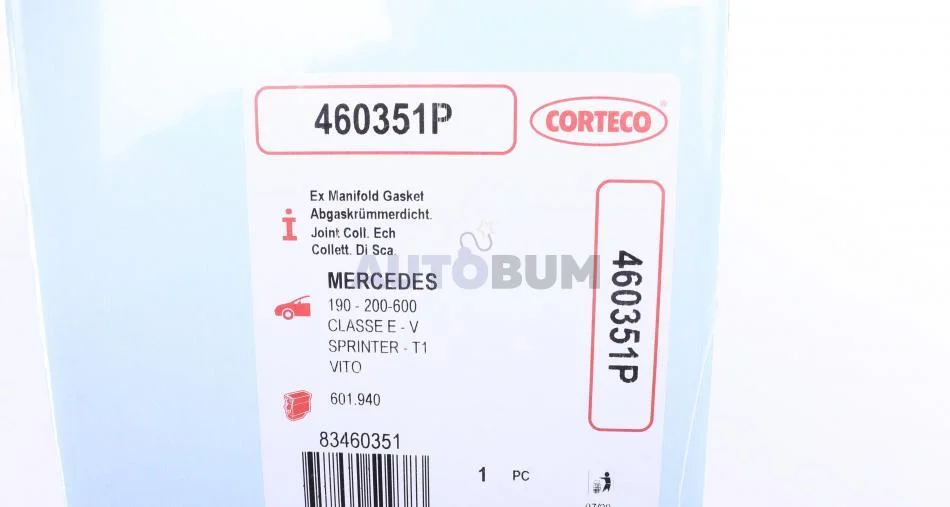 460351P
CORTECO
Ex Manifold Gasket
Abgaskrümmerdicht.
Joint Coll. Ech
Collett. Di Sca.
AUTOBUM
MERCEDES
190 - 200-600
CLASSE E - V
SPRINTER - T1
VITO
601.940
83460351
1 PC
460351P